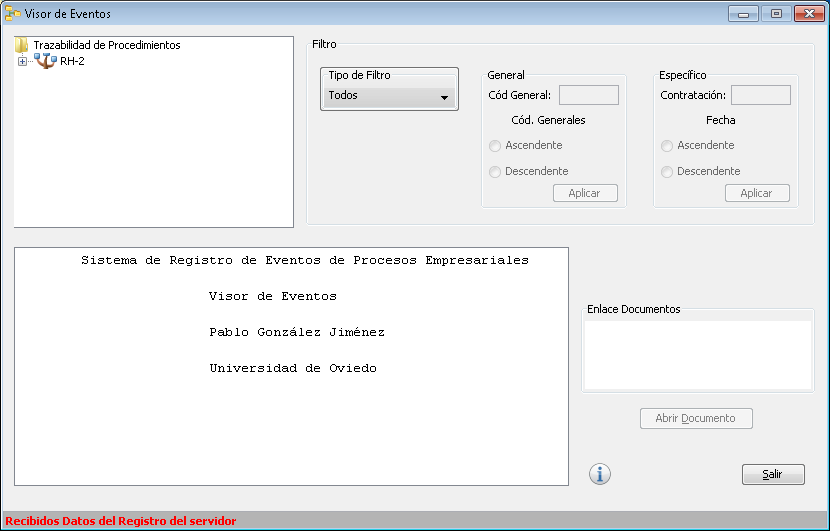 Visor de Eventos
Trazabilidad de Procedimientos
RH-2
Filtro
Tipo de Filtro
Todos
General
Cód General:
Cód. Generales
Ascendente
Descendente
Aplicar
Específico
Contratación:
Fecha
Ascendente
Descendente
Aplicar
Sistema de Registro de Eventos de Procesos Empresariales
Visor de Eventos
Pablo González Jiménez
Universidad de Oviedo
Enlace Documentos
Abrir Documento
Salir
Recibidos Datos del Registro del servidor